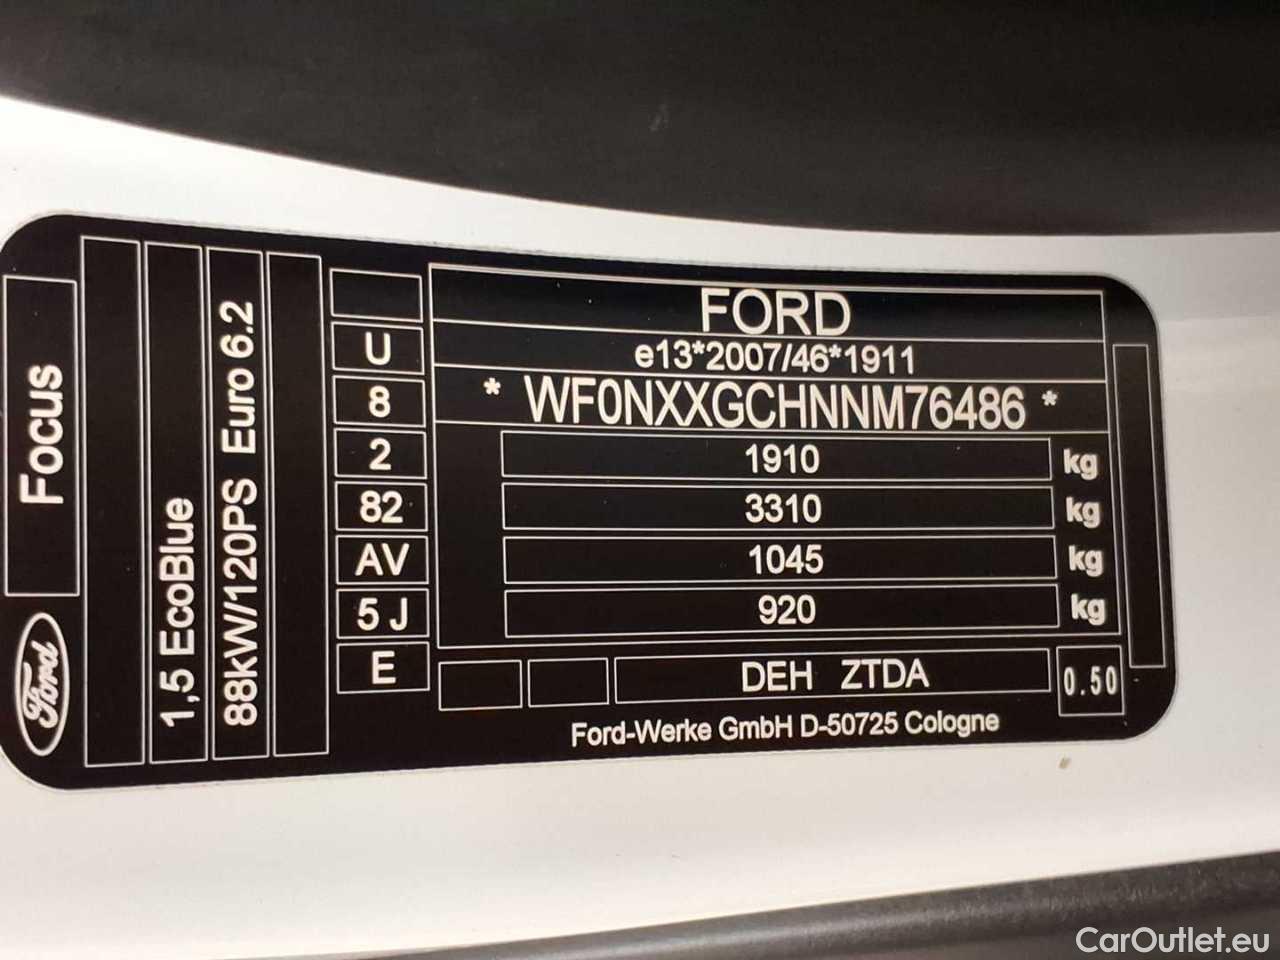 FORD
e13*2007/46*1911
* WF0NXXGCHNNM76486 *
1910 kg
3310 kg
1045 kg
920 kg
DEH ZTDA
0.50
Ford-Werke GmbH D-50725 Cologne
U
8
2
82
AV
5 J
E
88kW/120PS Euro 6.2
1,5 EcoBlue
Focus
Ford
CarOutlet.eu